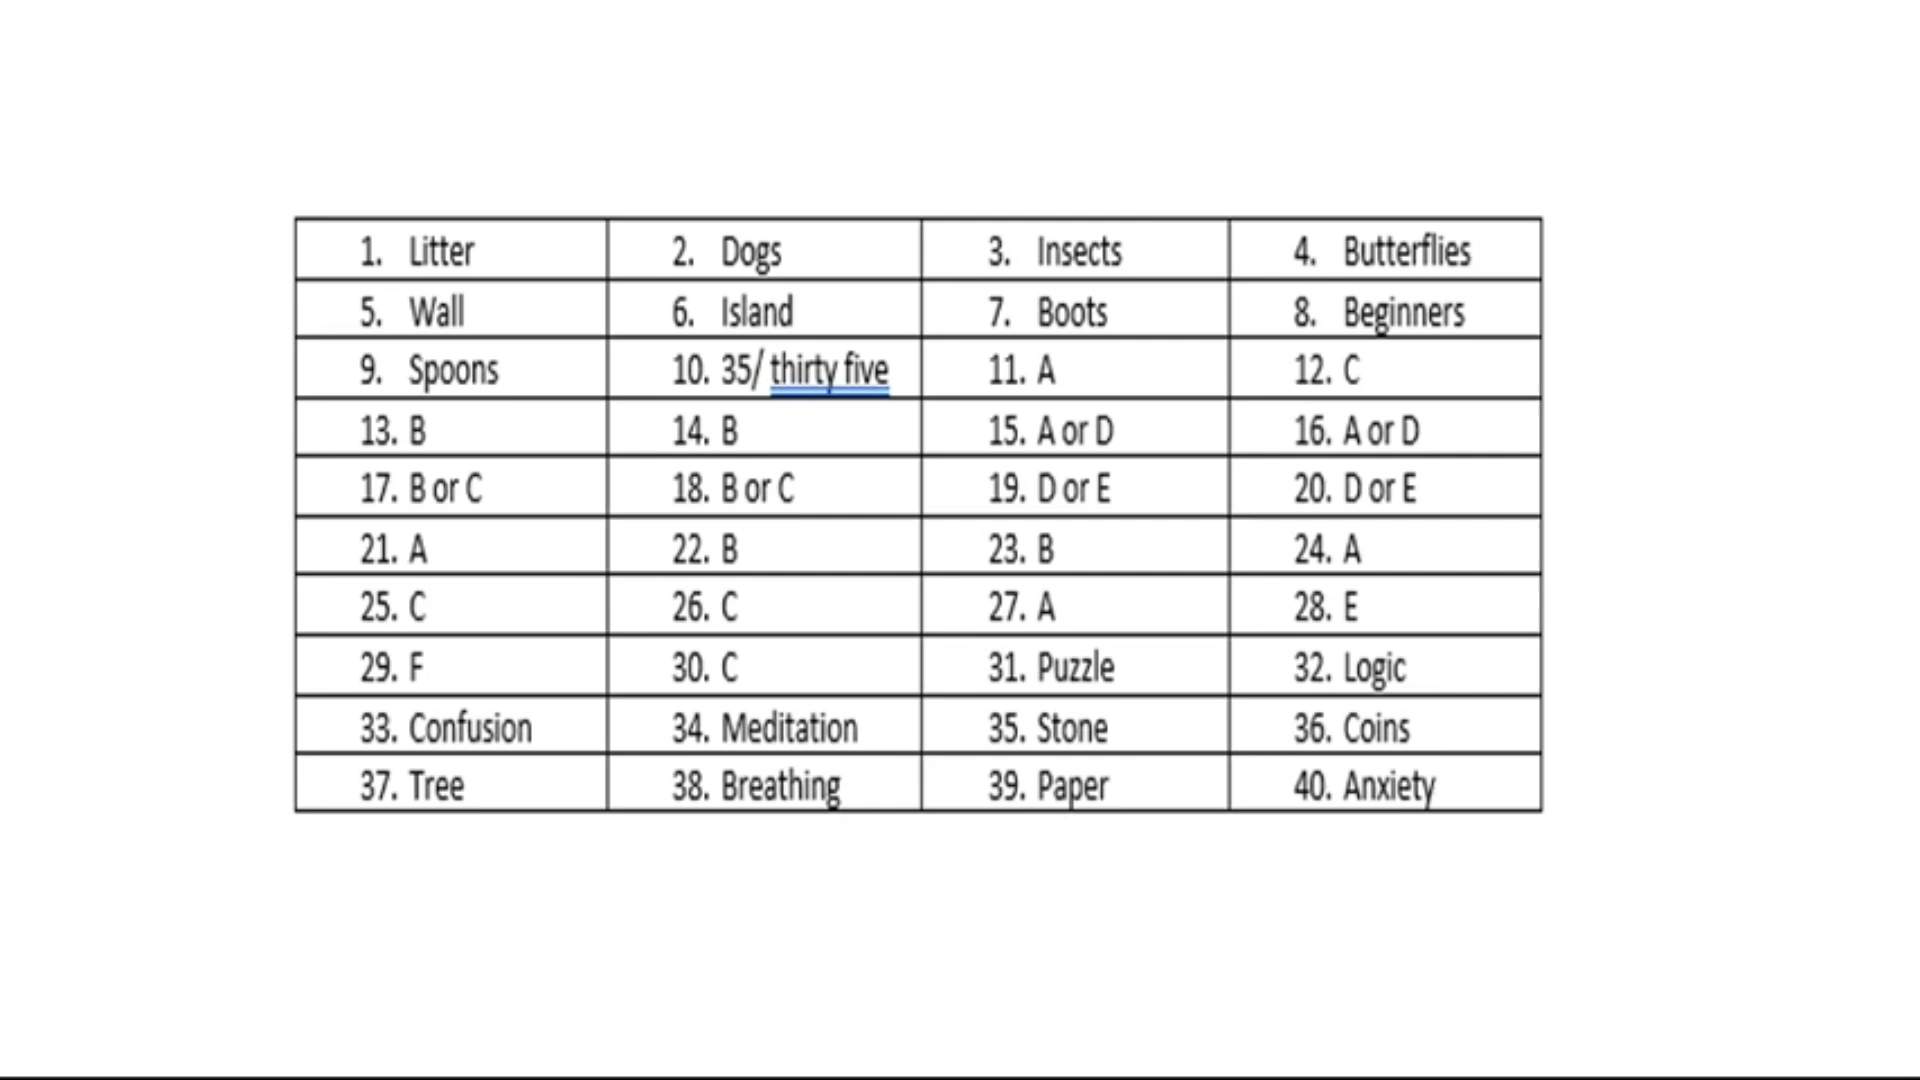 1. Litter 2. Dogs 3. Insects 4. Butterflies
5. Wall 6. Island 7. Boots 8. Beginners
9. Spoons 10. 35/ thirty five 11. A 12. C
13. B 14. B 15. A or D 16. A or D
17. B or C 18. B or C 19. D or E 20. D or E
21. A 22. B 23. B 24. A
25. C 26. C 27. A 28. E
29. F 30. C 31. Puzzle 32. Logic
33. Confusion 34. Meditation 35. Stone 36. Coins
37. Tree 38. Breathing 39. Paper 40. Anxiety